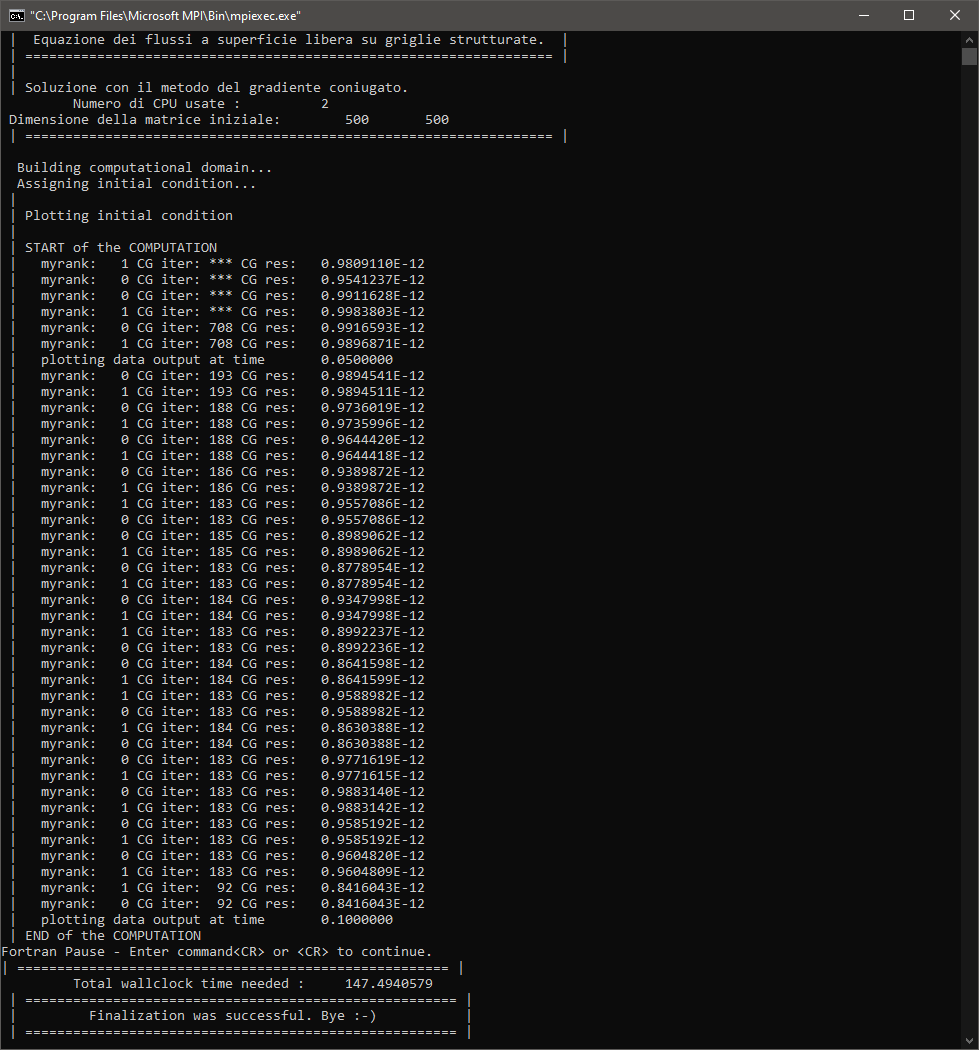 "C:\Program Files\Microsoft MPI\Bin\mpiexec.exe"
| Equazione dei flussi a superficie libera su griglie strutturate. |
| ================================================================== |
|
| Soluzione con il metodo del gradiente coniugato.
Numero di CPU usate : 2
Dimensione della matrice iniziale: 500 500
| ================================================================== |
Building computational domain...
Assigning initial condition...
|
| Plotting initial condition
|
| START of the COMPUTATION
| myrank: 1 CG iter: *** CG res: 0.9809110E-12
| myrank: 0 CG iter: *** CG res: 0.9541237E-12
| myrank: 0 CG iter: *** CG res: 0.9911628E-12
| myrank: 1 CG iter: *** CG res: 0.9983803E-12
| myrank: 0 CG iter: 708 CG res: 0.9916593E-12
| myrank: 1 CG iter: 708 CG res: 0.9896871E-12
| plotting data output at time 0.0500000
| myrank: 0 CG iter: 193 CG res: 0.9894541E-12
| myrank: 1 CG iter: 193 CG res: 0.9894511E-12
| myrank: 0 CG iter: 188 CG res: 0.9736019E-12
| myrank: 1 CG iter: 188 CG res: 0.9735996E-12
| myrank: 0 CG iter: 188 CG res: 0.9644420E-12
| myrank: 1 CG iter: 188 CG res: 0.9644418E-12
| myrank: 0 CG iter: 186 CG res: 0.9389872E-12
| myrank: 1 CG iter: 186 CG res: 0.9389872E-12
| myrank: 1 CG iter: 183 CG res: 0.9557086E-12
| myrank: 0 CG iter: 183 CG res: 0.9557086E-12
| myrank: 0 CG iter: 185 CG res: 0.8989062E-12
| myrank: 1 CG iter: 185 CG res: 0.8989062E-12
| myrank: 0 CG iter: 183 CG res: 0.8778954E-12
| myrank: 1 CG iter: 183 CG res: 0.8778954E-12
| myrank: 0 CG iter: 184 CG res: 0.9347998E-12
| myrank: 1 CG iter: 184 CG res: 0.9347998E-12
| myrank: 1 CG iter: 183 CG res: 0.8992237E-12
| myrank: 0 CG iter: 183 CG res: 0.8992236E-12
| myrank: 0 CG iter: 184 CG res: 0.8641598E-12
| myrank: 1 CG iter: 184 CG res: 0.8641599E-12
| myrank: 1 CG iter: 183 CG res: 0.9588982E-12
| myrank: 0 CG iter: 183 CG res: 0.9588982E-12
| myrank: 1 CG iter: 184 CG res: 0.8630388E-12
| myrank: 0 CG iter: 184 CG res: 0.8630388E-12
| myrank: 0 CG iter: 183 CG res: 0.9771619E-12
| myrank: 1 CG iter: 183 CG res: 0.9771615E-12
| myrank: 0 CG iter: 183 CG res: 0.9883140E-12
| myrank: 1 CG iter: 183 CG res: 0.9883142E-12
| myrank: 0 CG iter: 183 CG res: 0.9585192E-12
| myrank: 1 CG iter: 183 CG res: 0.9585192E-12
| myrank: 0 CG iter: 183 CG res: 0.9604820E-12
| myrank: 1 CG iter: 183 CG res: 0.9604809E-12
| myrank: 1 CG iter: 92 CG res: 0.8416043E-12
| myrank: 0 CG iter: 92 CG res: 0.8416043E-12
| plotting data output at time 0.1000000
| END of the COMPUTATION
Fortran Pause - Enter command<CR> or <CR> to continue.
| ====================================================== |
Total wallclock time needed : 147.4940579
| ====================================================== |
| Finalization was successful. Bye :-) |
| ====================================================== |